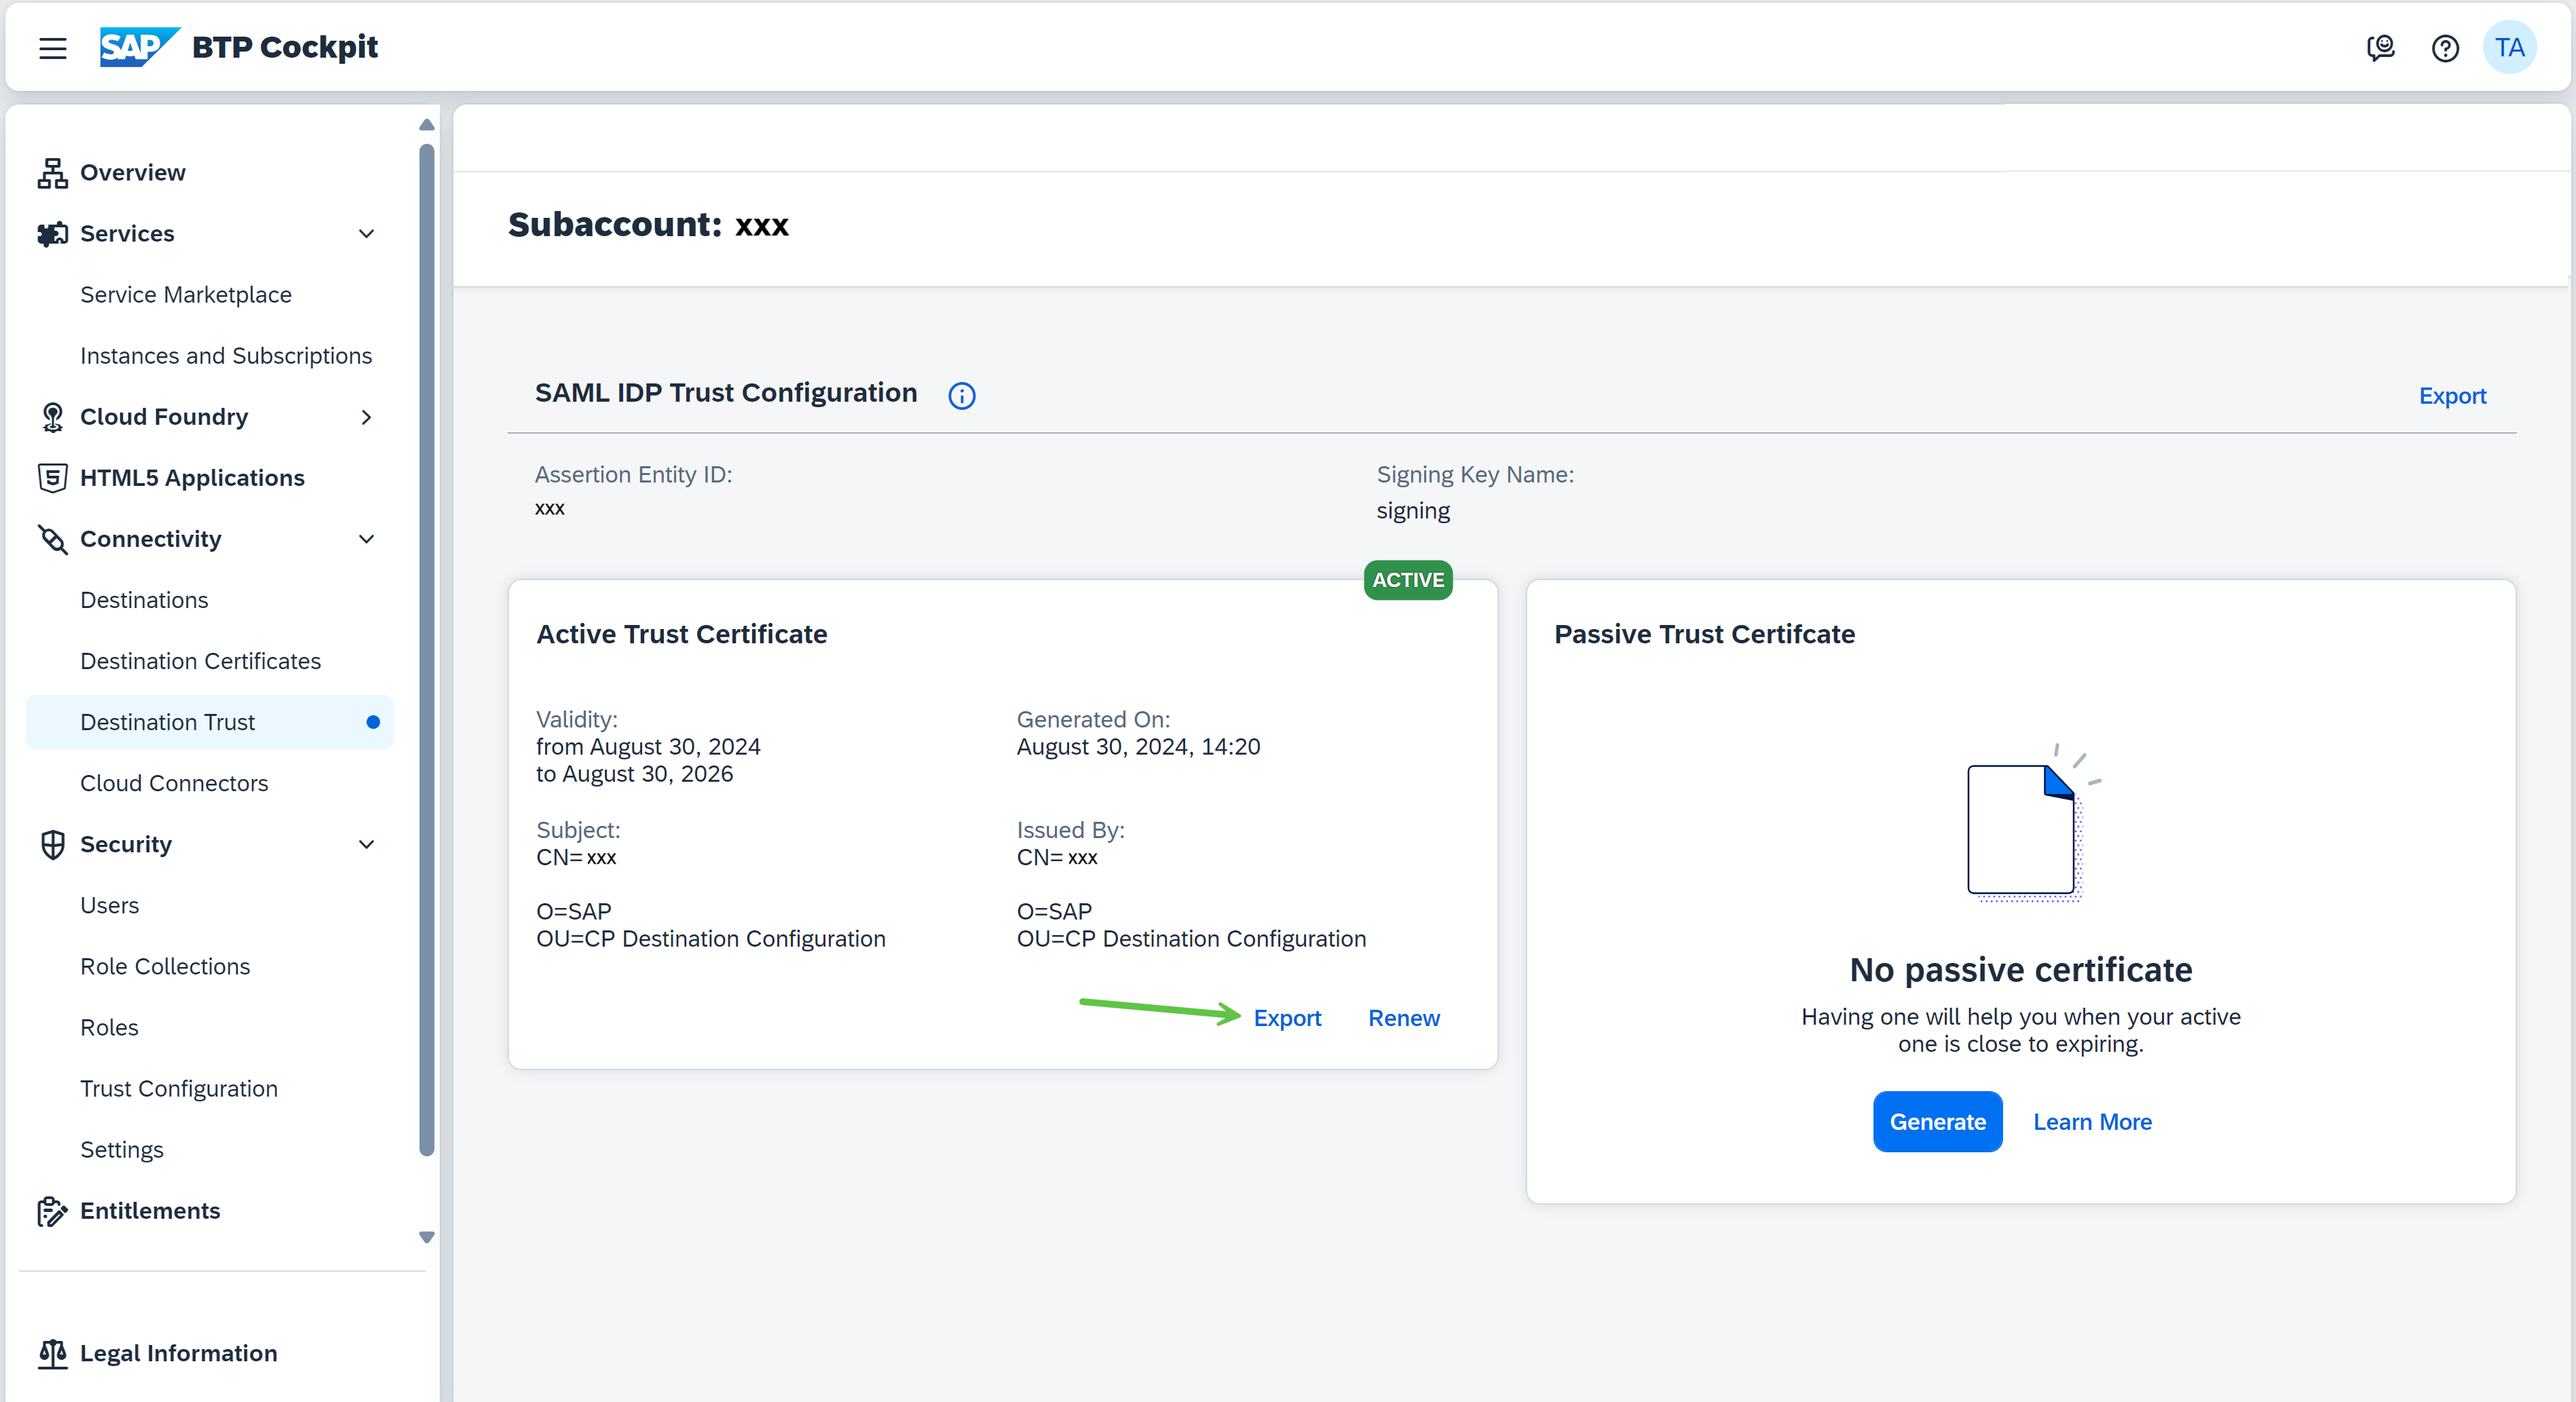 SAP BTP Cockpit
TA
Overview
Services
Service Marketplace
Instances and Subscriptions
Cloud Foundry
HTML5 Applications
Connectivity
Destinations
Destination Certificates
Destination Trust
Cloud Connectors
Security
Users
Role Collections
Roles
Trust Configuration
Settings
Entitlements
Legal Information
Subaccount: xxx
SAML IDP Trust Configuration
Export
Assertion Entity ID:
xxx
Signing Key Name:
signing
ACTIVE
Active Trust Certificate
Validity:
from August 30, 2024
to August 30, 2026
Generated On:
August 30, 2024, 14:20
Subject:
CN= xxx
O=SAP
OU=CP Destination Configuration
Issued By:
CN= xxx
O=SAP
OU=CP Destination Configuration
Export Renew
Passive Trust Certifcate
No passive certificate
Having one will help you when your active
one is close to expiring.
Generate Learn More